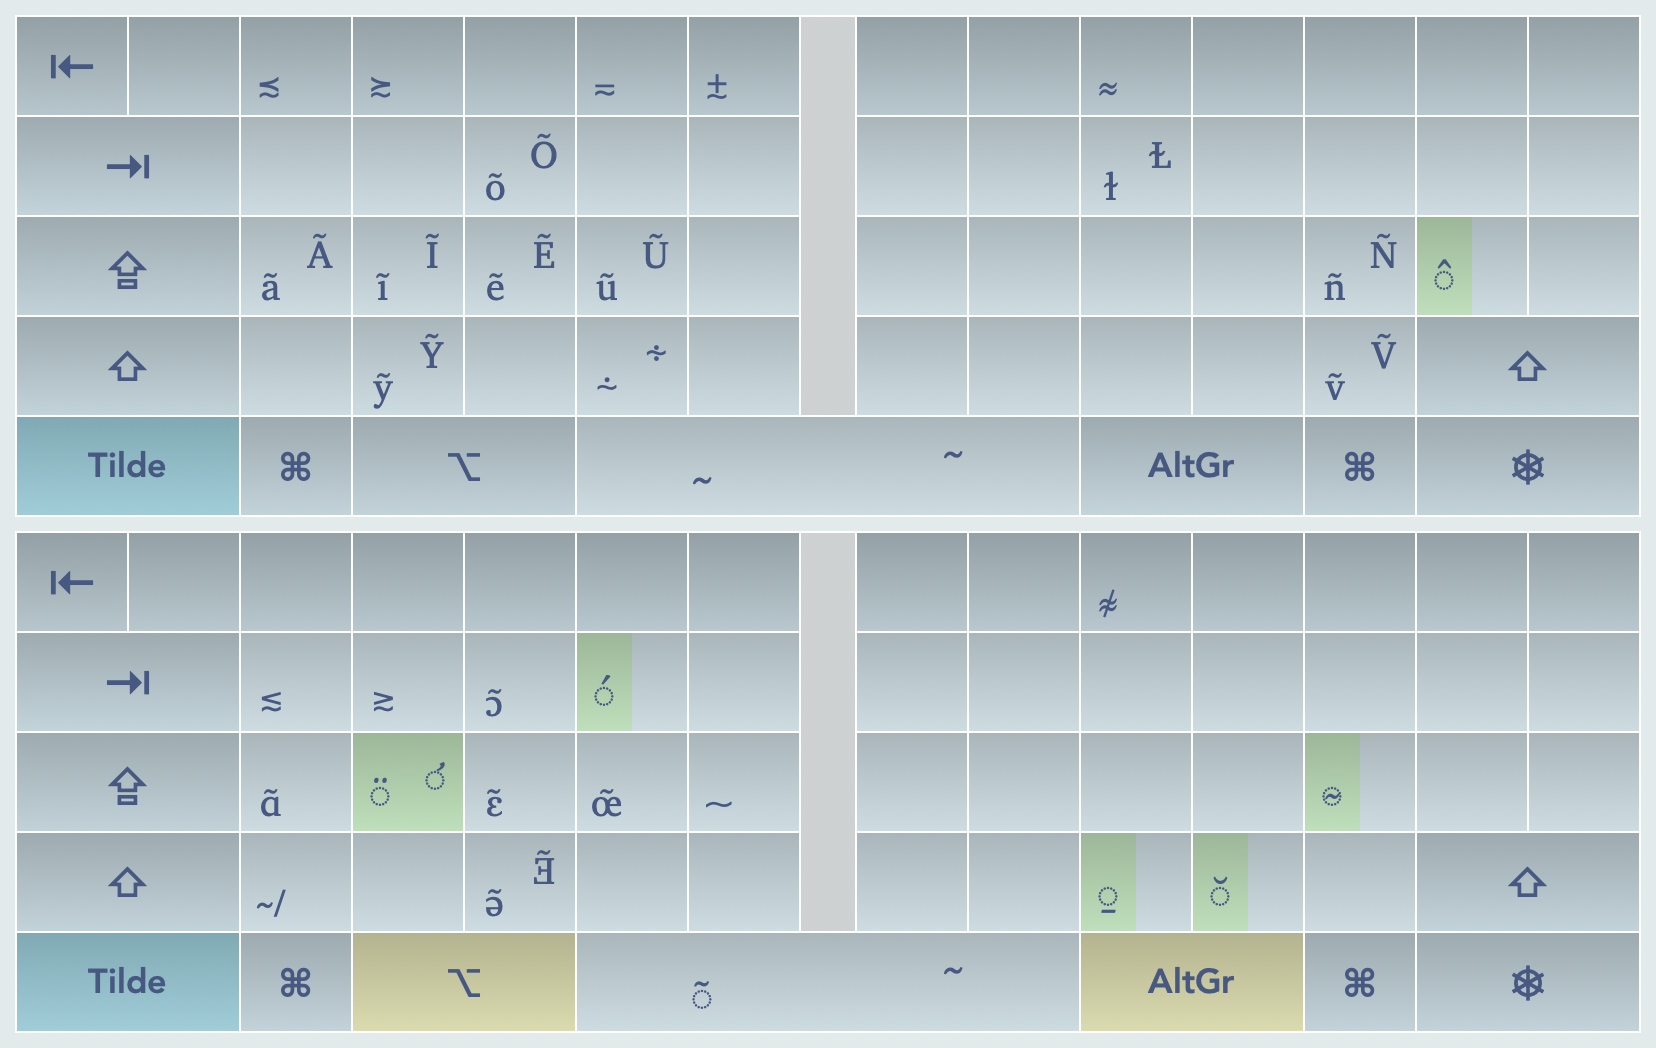 ⪝ ⪞ ≂ ⨦ ≈
Õ Ł
õ ł
Ã Ĩ Ẽ Ũ Ñ
ã ĩ ẽ ũ ñ ◌̂
Ỹ ⩫ Ṽ
ỹ ⩪ ṽ
Tilde ⌘ ⌥ ~ ˜ AltGr ⌘
≉
⪅ ⪆ ɔ̃ ◌́
ɑ̃ ◌̈ ◌̛ ɛ̃ œ̃ ∼ ◌̴
Ǝ̃
~/ ə̃ ◌̱ ◌̆
Tilde ⌘ ⌥ ◌̃ ˜ AltGr ⌘